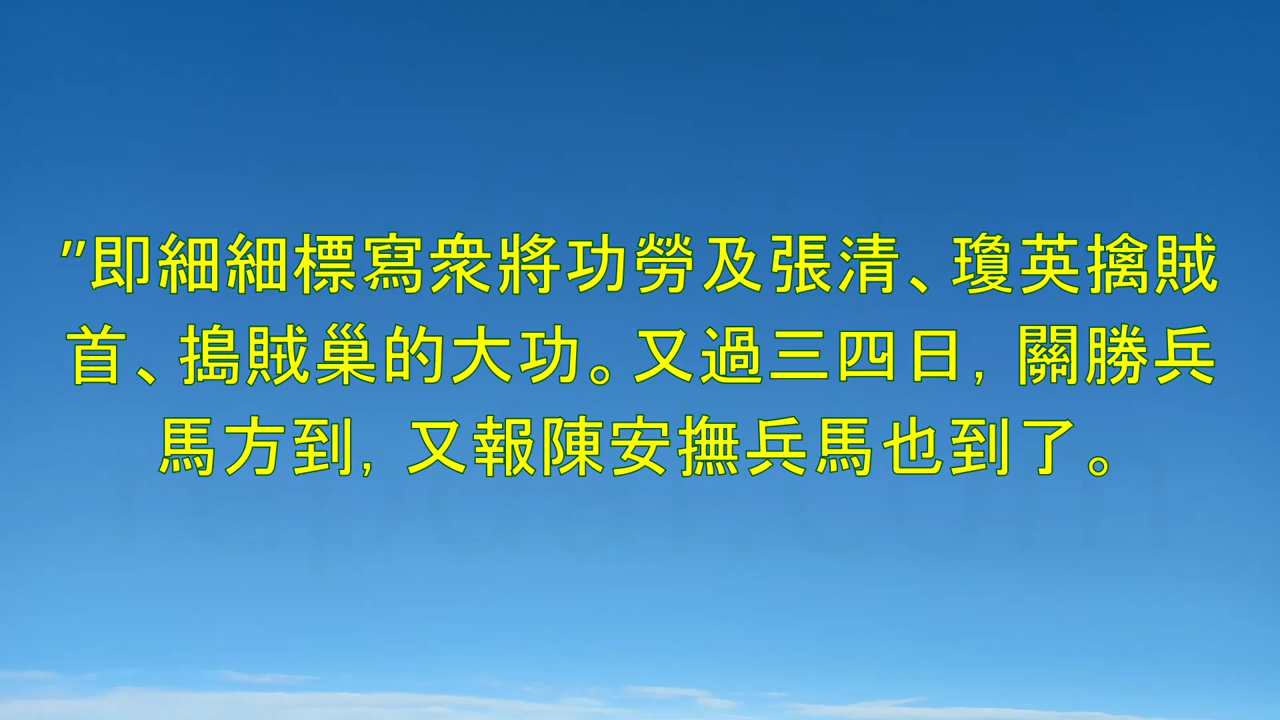 "即細細標寫衆將功勞及張清、瓊英擒賊
首、搗賊巢的大功。又過三四日, 關勝兵
馬方到, 又報陳安撫兵馬也到了。